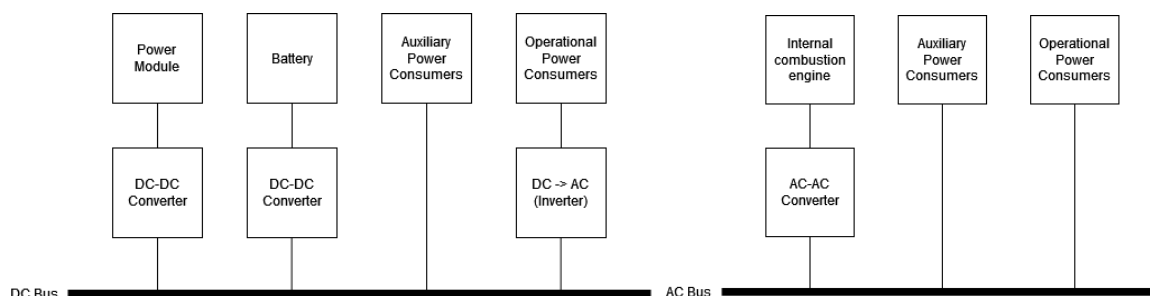 Power
Module
Battery
Auxiliary
Power
Consumers
Operational
Power
Consumers
Internal
combustion
engine
Auxiliary
Power
Consumers
Operational
Power
Consumers
DC-DC
Converter
DC-DC
Converter
DC -> AC
(Inverter)
AC-AC
Converter
DC Bus
AC Bus